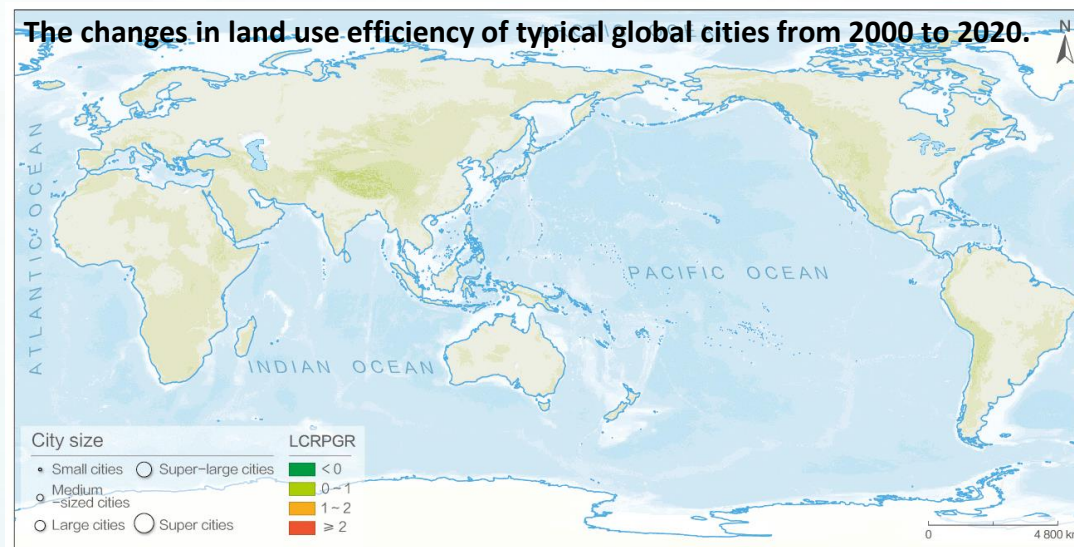 The changes in land use efficiency of typical global cities from 2000 to 2020.
N
ATLANTIC OCEAN
PACIFIC OCEAN
INDIAN OCEAN
City size
LCRPGR
Small cities
Super-large cities
< 0
Medium
-sized cities
0~1
1~2
Large cities
Super cities
≥ 2
0
4 800 km